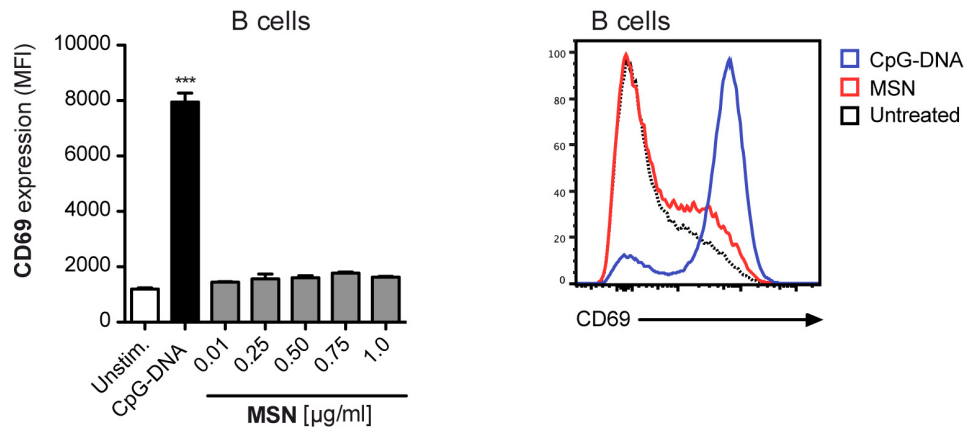 B cells
CD69 expression (MFI)
10000
8000
6000
4000
2000
0
***
Unstim.
CpG-DNA
0.01
0.25
0.50
0.75
1.0
MSN [µg/ml]
B cells
100
80
60
40
20
0
CD69
CpG-DNA
MSN
Untreated